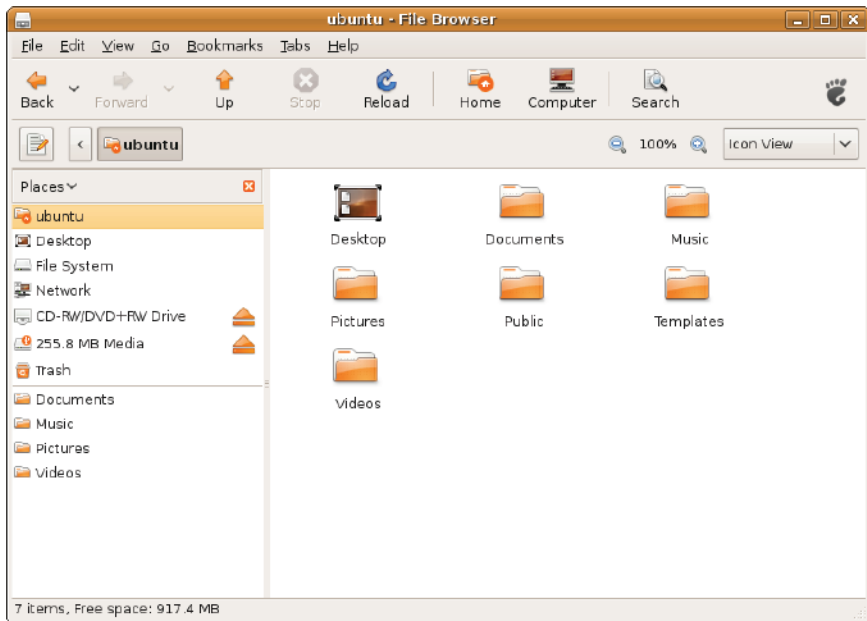 ubuntu - File Browser
File Edit View Go Bookmarks Tabs Help
Back Forward Up Stop Reload Home Computer Search
ubuntu 100% Icon View
Places
ubuntu
Desktop
File System
Network
CD-RW/DVD+RW Drive
255.8 MB Media
Trash
Documents
Music
Pictures
Videos
Desktop Documents Music
Pictures Public Templates
Videos
7 items, Free space: 917.4 MB